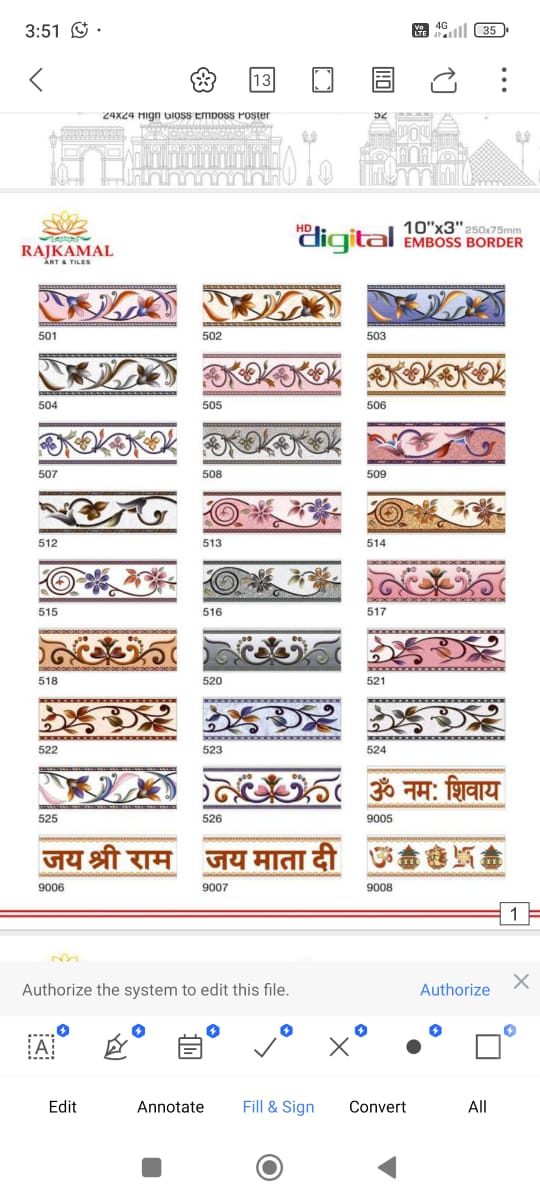 3:51
Vo LTE 4G 35
13
24x24 High Gloss Emboss Poster 52
RAJKAMAL
ART & TILES
HD digital 10"x3" 250x75mm
EMBOSS BORDER
501 502 503
504 505 506
507 508 509
512 513 514
515 516 517
518 520 521
522 523 524
ॐ नमः शिवाय
525 526 9005
जय श्री राम जय माता दी ॐ
9006 9007 9008
1
Authorize the system to edit this file. Authorize
A
Edit Annotate Fill & Sign Convert All